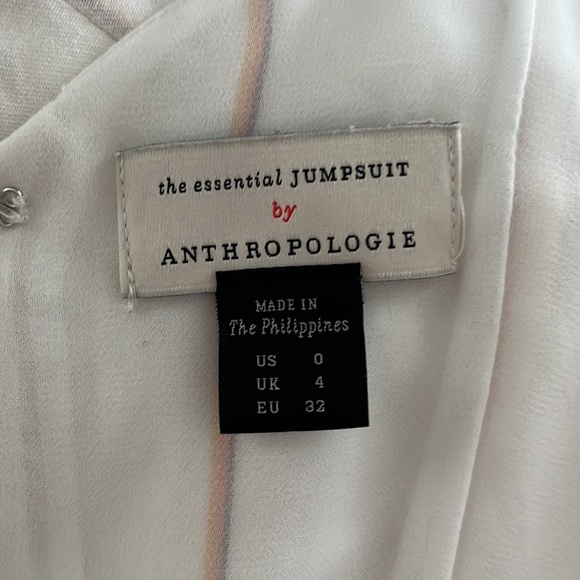 the essential JUMPSUIT
by
ANTHROPOLOGIE
MADE IN
The Philippines
US 0
UK 4
EU 32